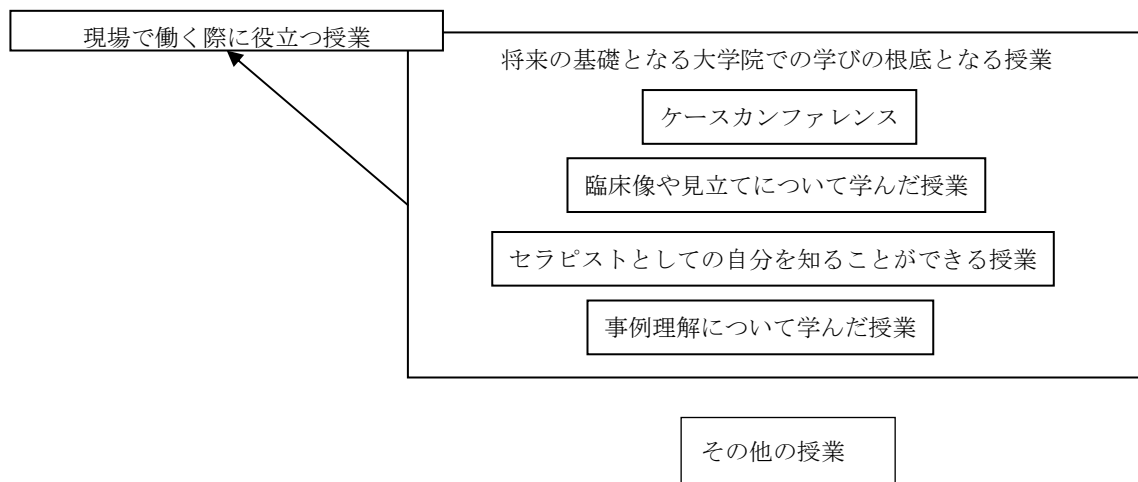 現場で働く際に役立つ授業
将来の基礎となる大学院での学びの根底となる授業
ケースカンファレンス
臨床像や見立てについて学んだ授業
セラピストとしての自分を知ることができる授業
事例理解について学んだ授業
その他の授業